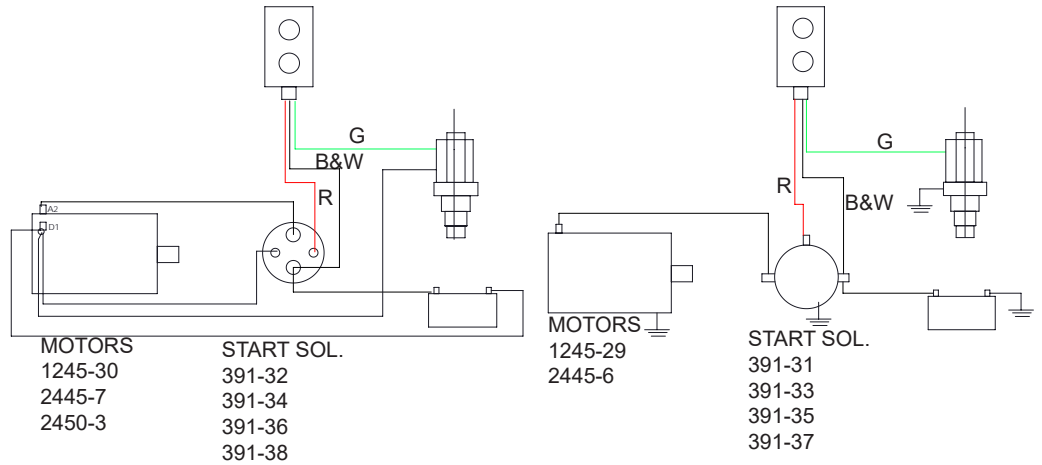 G
B&W
R
A2
D1
MOTORS
1245-30
2445-7
2450-3
START SOL.
391-32
391-34
391-36
391-38
G
R
B&W
MOTORS
1245-29
2445-6
START SOL.
391-31
391-33
391-35
391-37